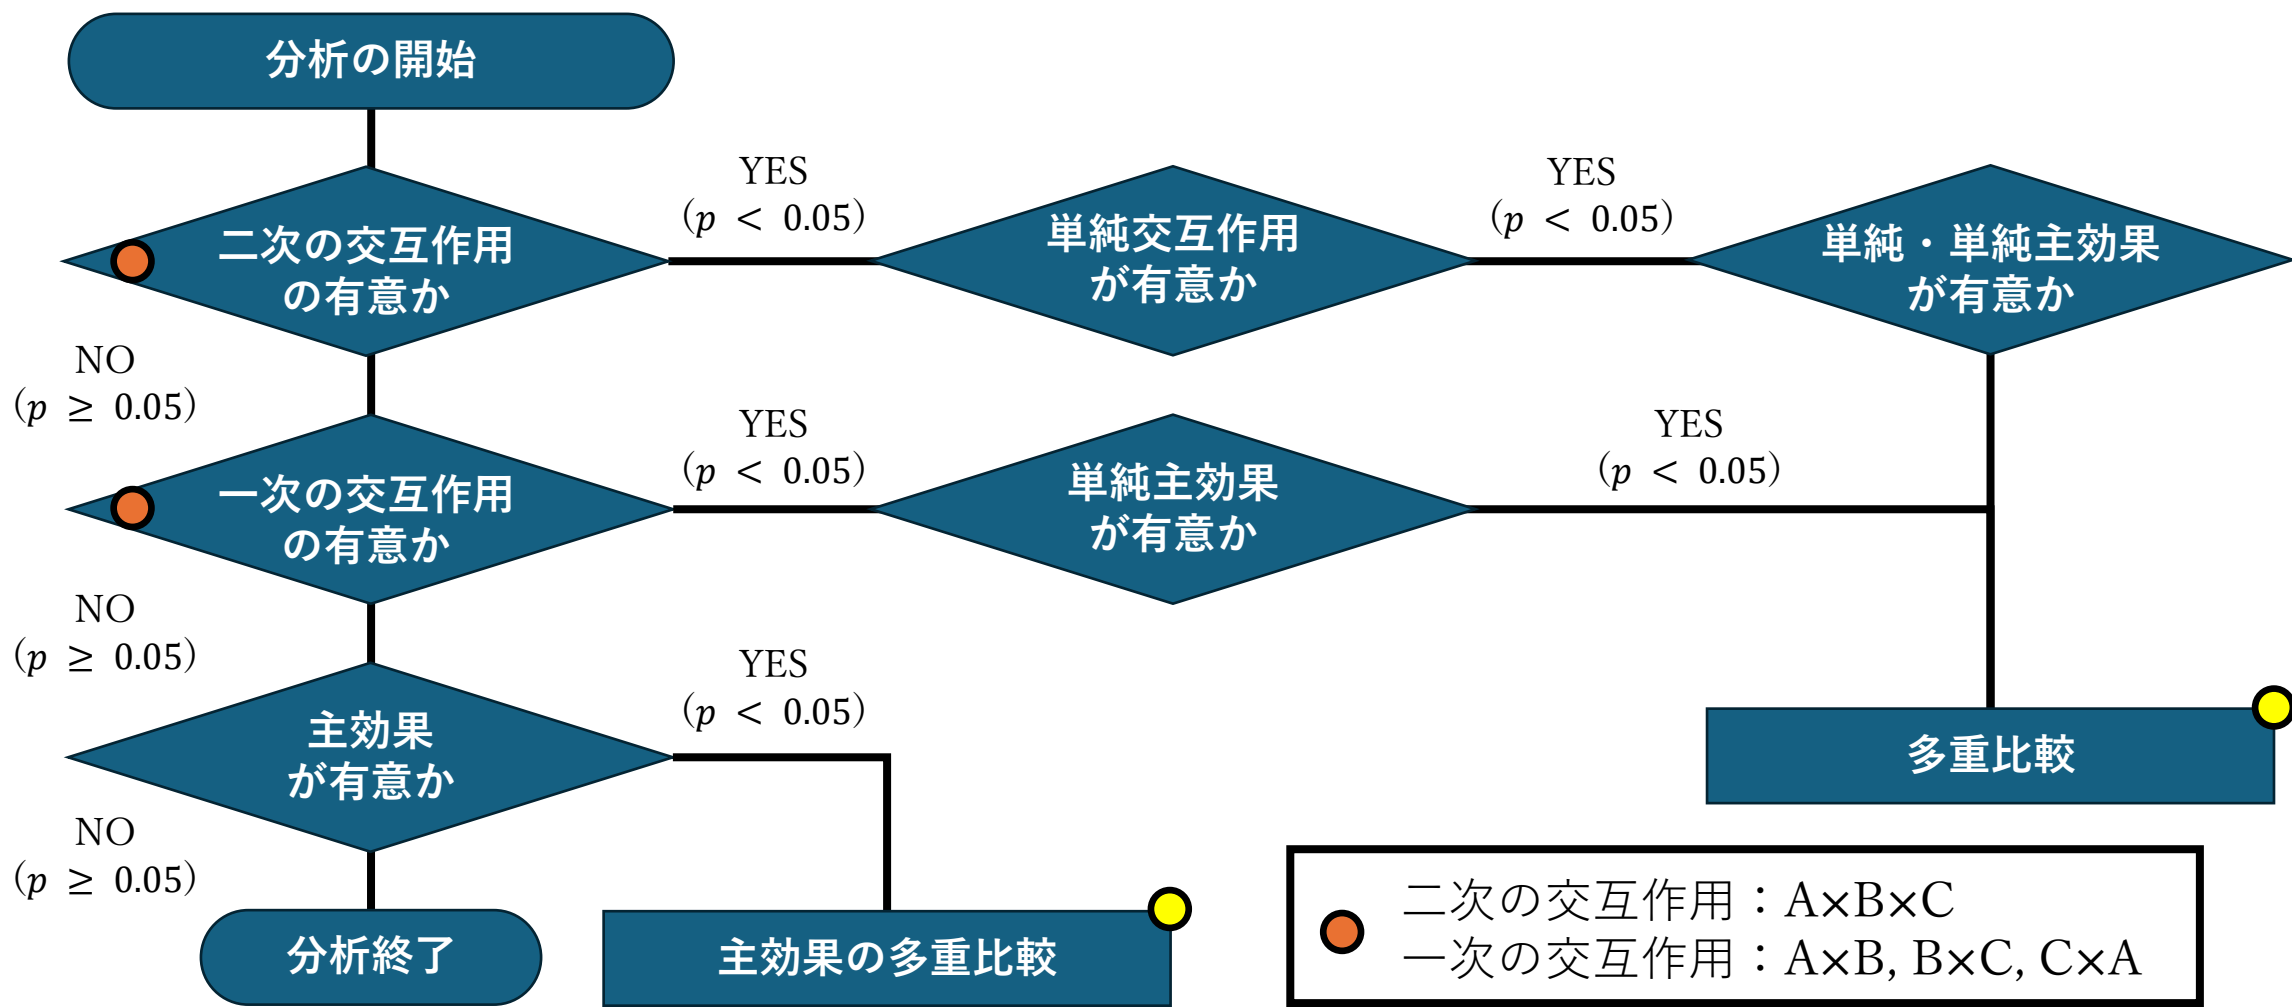 分析の開始
YES
(p < 0.05)
YES
(p < 0.05)
二次の交互作用
の有意か
単純交互作用
が有意か
単純・単純主効果
が有意か
NO
(p ≥ 0.05)
YES
(p < 0.05)
YES
(p < 0.05)
一次の交互作用
の有意か
単純主効果
が有意か
NO
(p ≥ 0.05)
YES
(p < 0.05)
主効果
が有意か
多重比較
NO
(p ≥ 0.05)
分析終了
主効果の多重比較
二次の交互作用：A×B×C
一次の交互作用：A×B, B×C, C×A